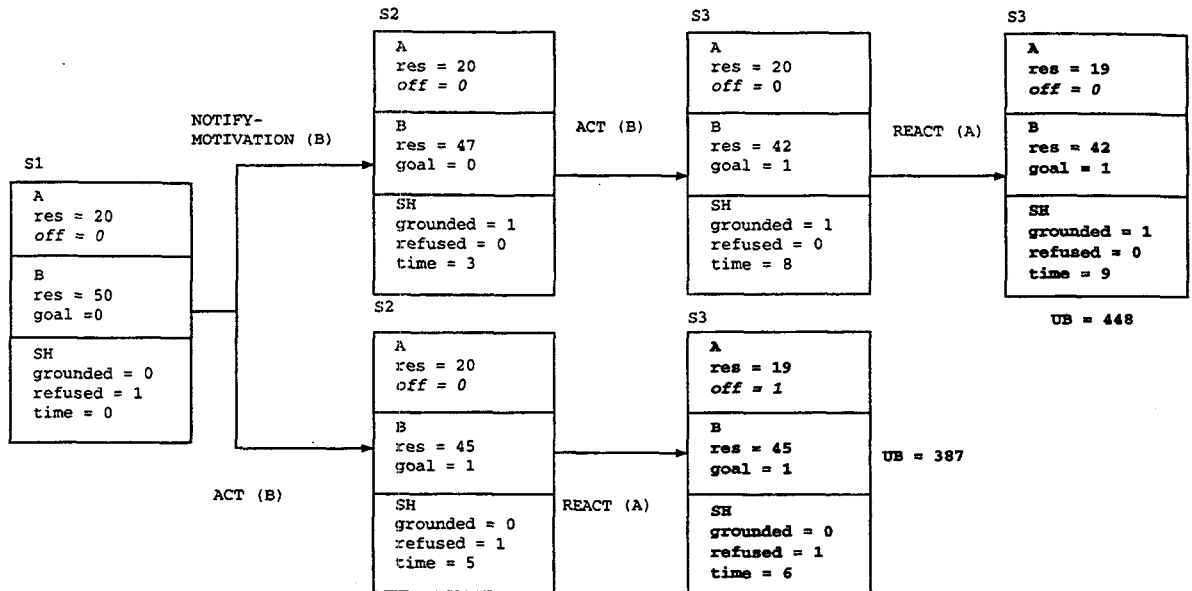 S1
A
res = 20
off = 0
B
res = 50
goal =0
SH
grounded = 0
refused = 1
time = 0
NOTIFY-
MOTIVATION (B)
S2
A
res = 20
off = 0
B
res = 47
goal = 0
SH
grounded = 1
refused = 0
time = 3
ACT (B)
S3
A
res = 20
off = 0
B
res = 42
goal = 1
SH
grounded = 1
refused = 0
time = 8
REACT (A)
S3
A
res = 19
off = 0
B
res = 42
goal = 1
SH
grounded = 1
refused = 0
time = 9
UB = 448
ACT (B)
S2
A
res = 20
off = 0
B
res = 45
goal = 1
SH
grounded = 0
refused = 1
time = 5
REACT (A)
S3
A
res = 19
off = 1
B
res = 45
goal = 1
SH
grounded = 0
refused = 1
time = 6
UB = 387